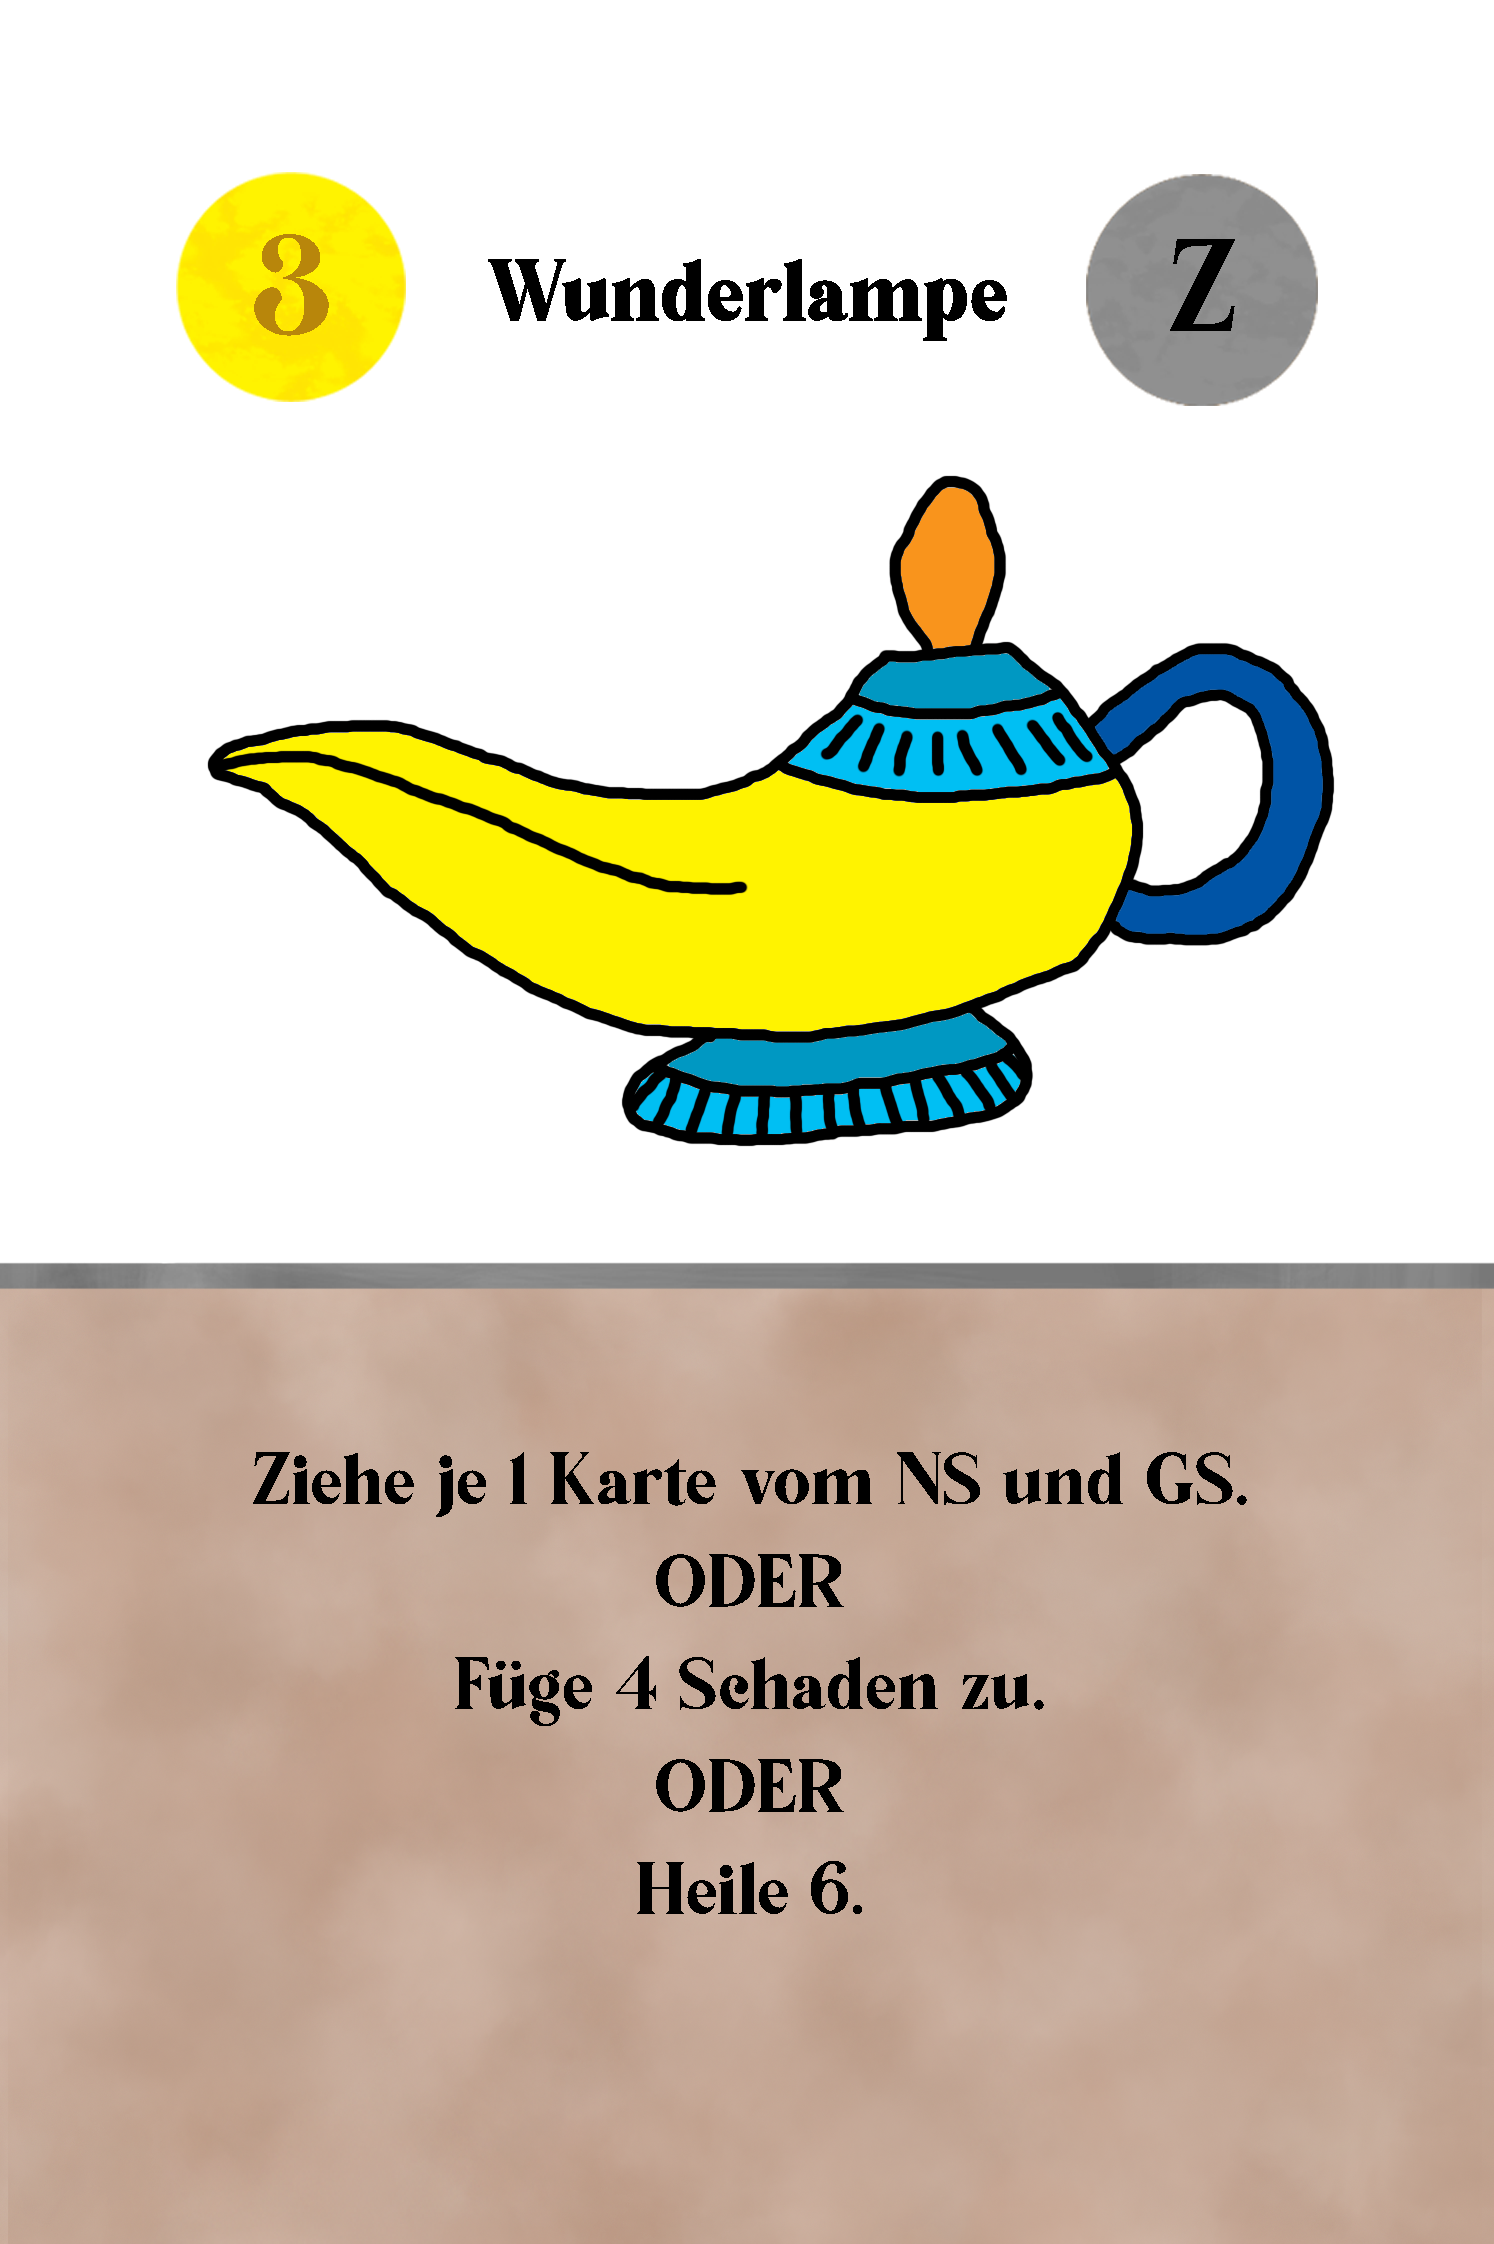 3 Wunderlampe Z
Ziehe je 1 Karte vom NS und GS.
ODER
Füge 4 Schaden zu.
ODER
Heile 6.